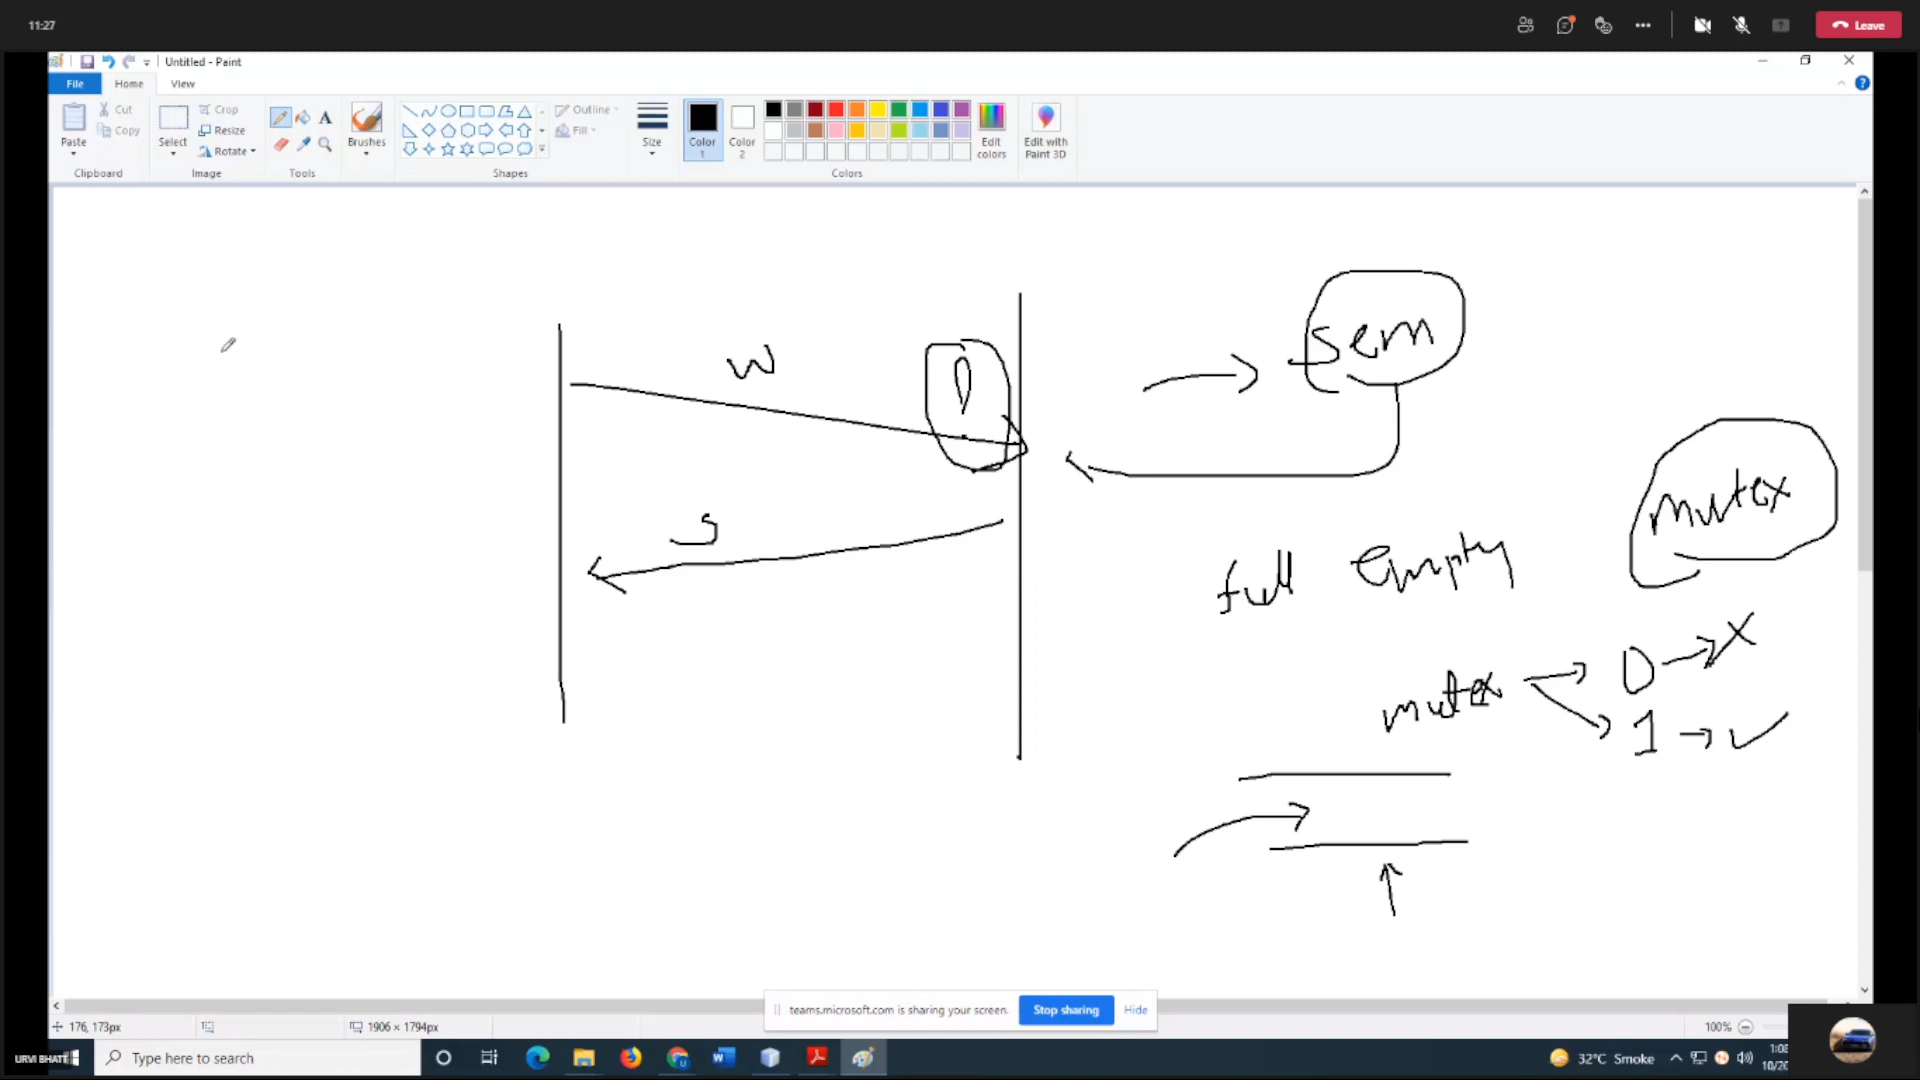 11:27
Leave
Untitled - Paint
File Home View
Paste
Cut
Copy
Clipboard
Select
Crop
Resize
Rotate
Image
A
Tools
Brushes
Outline
Fill
Shapes
Size
Color 1
Color 2
Edit colors
Edit with Paint 3D
Colors
W
S
sem
mutex
full empty
mutex
0
1
teams.microsoft.com is sharing your screen.
Stop sharing
Hide
176, 173px
1906 × 1794px
100%
URVI BHATT
Type here to search
32°C Smoke